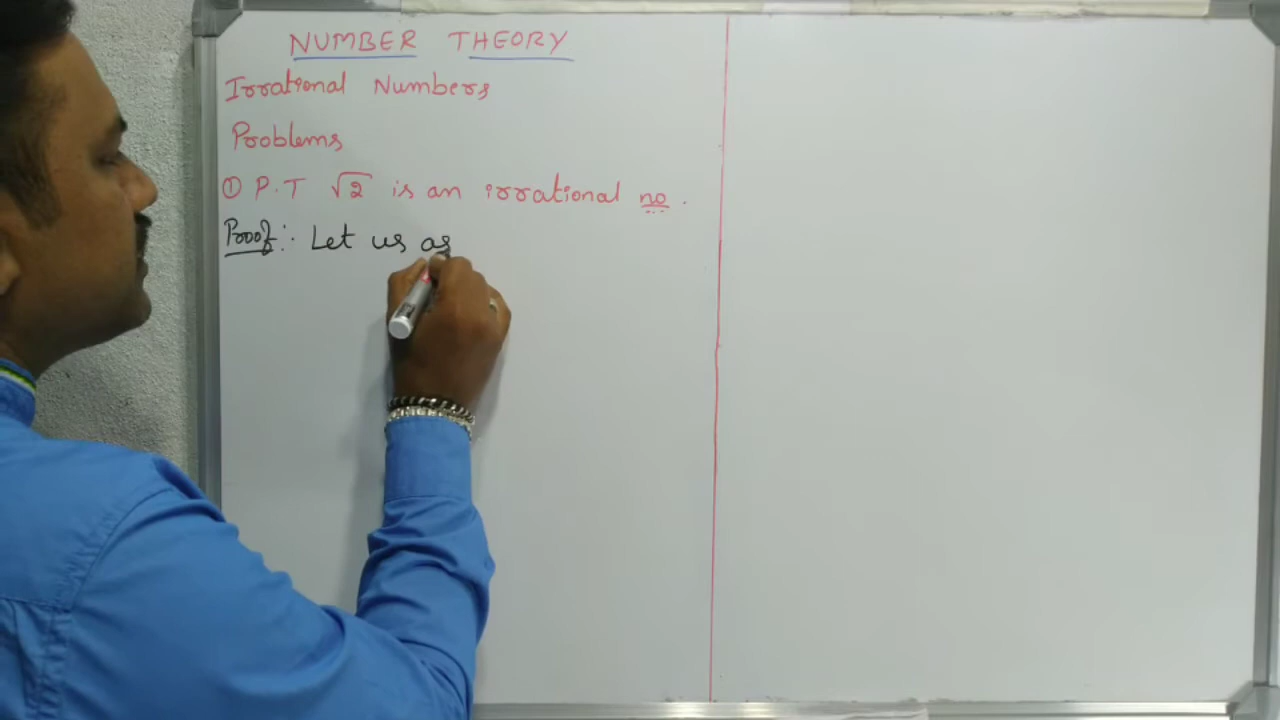 NUMBER THEORY
Irrational Numbers
Problems
① P.T √2 is an irrational no.
Proof:- Let us as